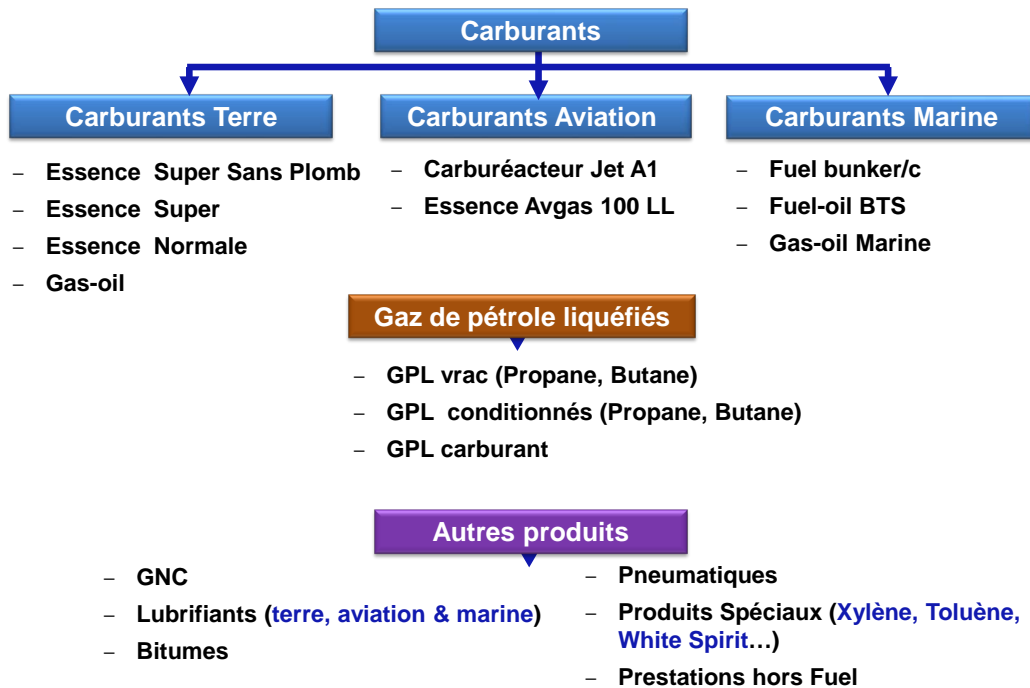 Carburants
Carburants Terre
– Essence Super Sans Plomb
– Essence Super
– Essence Normale
– Gas-oil
Carburants Aviation
– Carburéacteur Jet A1
– Essence Avgas 100 LL
Carburants Marine
– Fuel bunker/c
– Fuel-oil BTS
– Gas-oil Marine
Gaz de pétrole liquéfiés
– GPL vrac (Propane, Butane)
– GPL conditionnés (Propane, Butane)
– GPL carburant
Autres produits
– GNC
– Lubrifiants (terre, aviation & marine)
– Bitumes
– Pneumatiques
– Produits Spéciaux (Xylène, Toluène,
White Spirit…)
– Prestations hors Fuel